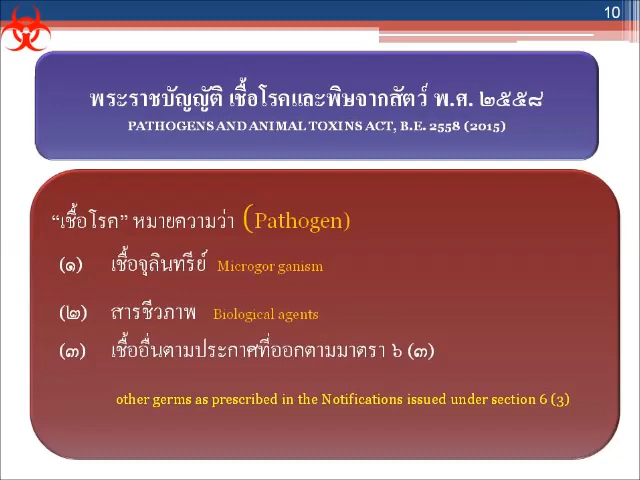 10
พระราชบัญญัติ เชื้อโรคและพิษจากสัตว์ พ.ศ. ๒๕๕๘
PATHOGENS AND ANIMAL TOXINS ACT, B.E. 2558 (2015)
“เชื้อโรค” หมายความว่า (Pathogen)
(๑) เชื้อจุลินทรีย์ Microgor ganism
(๒) สารชีวภาพ Biological agents
(๓) เชื้ออื่นตามประกาศที่ออกตามมาตรา ๖ (๓)
other germs as prescribed in the Notifications issued under section 6 (3)